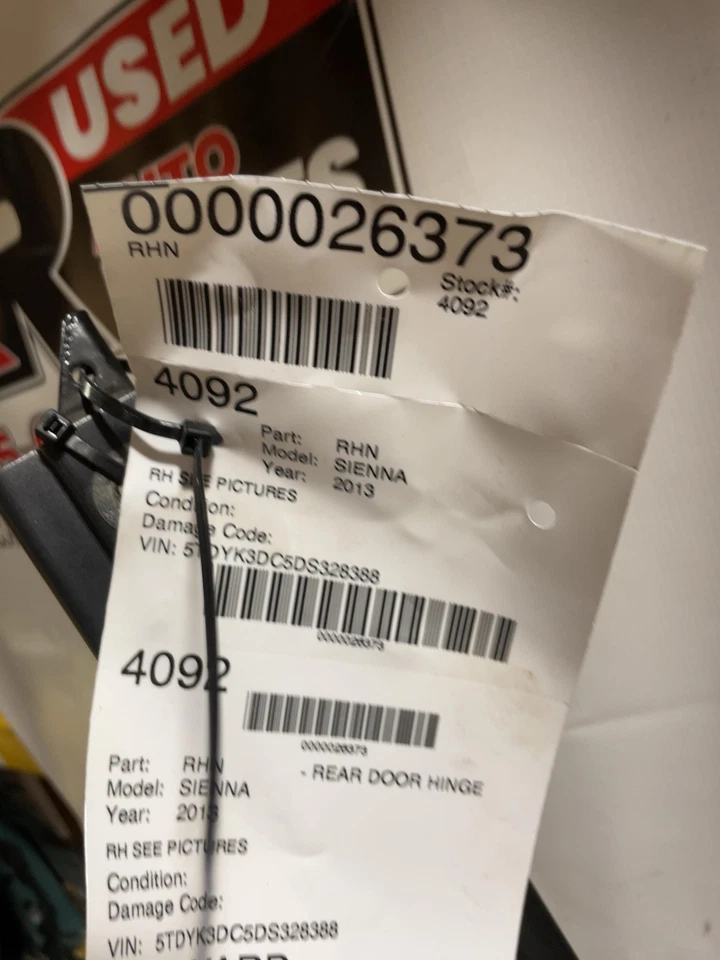 USED
0000026373
RHN
Stock#:
4092
4092
Part: RHN
Model: SIENNA
Year: 2013
RH SEE PICTURES
Condition:
Damage Code:
VIN: 5TDYK3DC5DS328388
0000026373
4092
0000026373
Part: RHN
- REAR DOOR HINGE
Model: SIENNA
Year: 2013
RH SEE PICTURES
Condition:
Damage Code:
VIN: 5TDYK3DC5DS328388